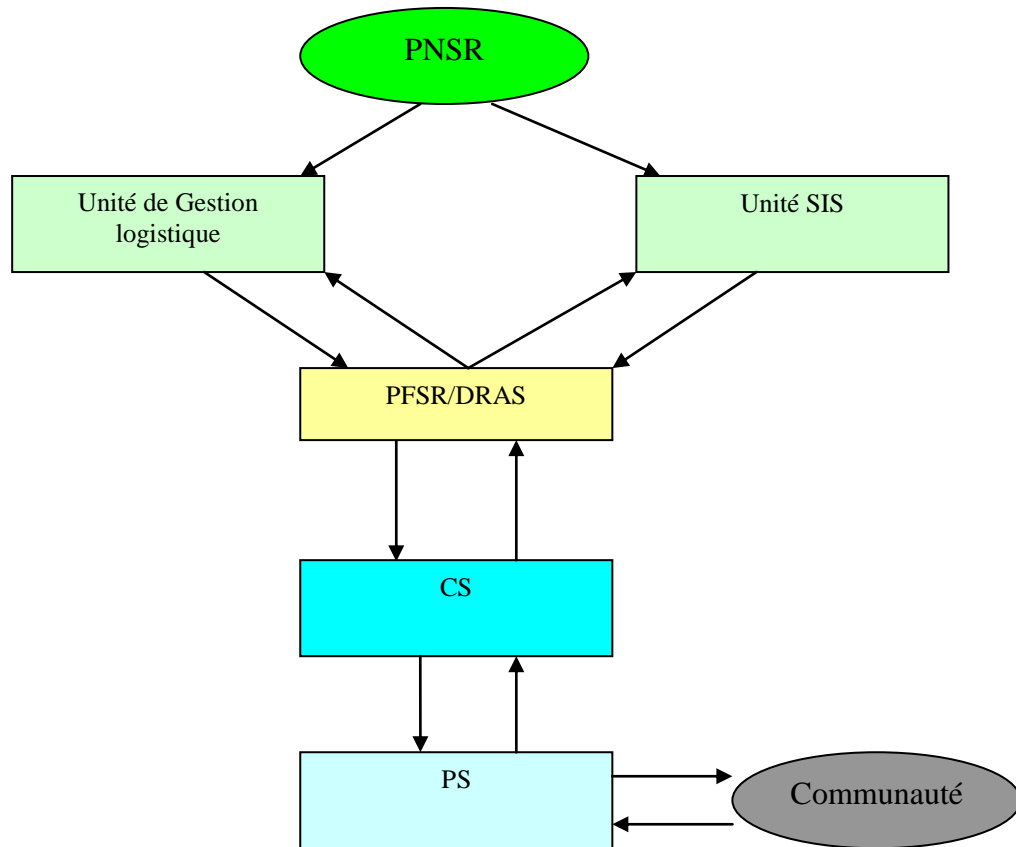 PNSR
Unité de Gestion
logistique
Unité SIS
PFSR/DRAS
CS
PS
Communauté